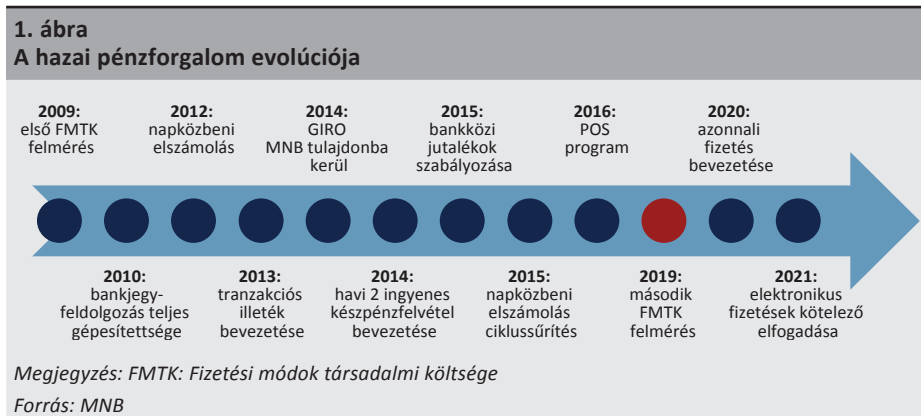 1. ábra
A hazai pénzforgalom evolúciója
2009:
első FMTK
felmérés
2012:
napközbeni
elszámolás
2014:
GIRO
MNB tulajdonba
kerül
2015:
bankközi
jutalékok
szabályozása
2016:
POS
program
2020:
azonnali
fizetés
bevezetése
2010:
bankjegy-
feldolgozás teljes
gépesítettsége
2013:
tranzakciós
illeték
bevezetése
2014:
havi 2 ingyenes
készpénzfelvétel
bevezetése
2015:
napközbeni
elszámolás
ciklussűrítés
2019:
második
FMTK
felmérés
2021:
elektronikus
fizetések kötelező
elfogadása
Megjegyzés: FMTK: Fizetési módok társadalmi költsége
Forrás: MNB